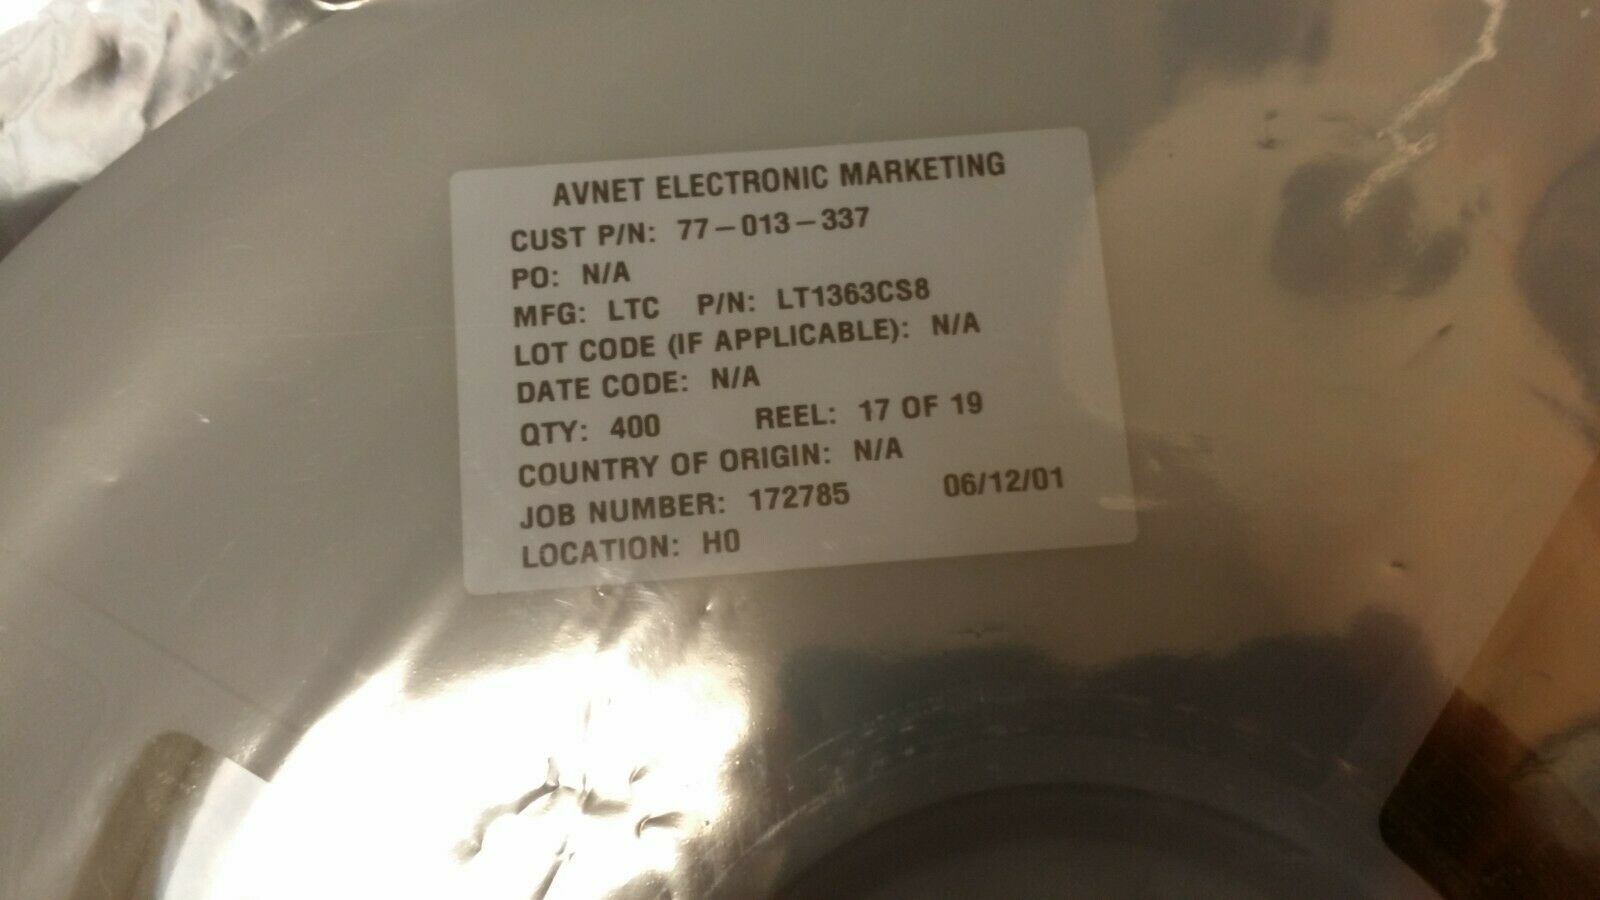 AVNET ELECTRONIC MARKETING
CUST P/N: 77-013-337
PO: N/A
MFG: LTC P/N: LT1363CS8
LOT CODE (IF APPLICABLE): N/A
DATE CODE: N/A
QTY: 400 REEL: 17 OF 19
COUNTRY OF ORIGIN: N/A
JOB NUMBER: 172785 06/12/01
LOCATION: H0